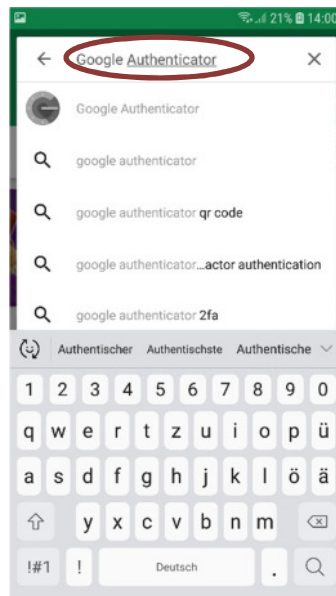 21% 14:00
Google Authenticator
Google Authenticator
google authenticator
google authenticator qr code
google authenticator...actor authentication
google authenticator 2fa
Authentischer Authentischste Authentische
1 2 3 4 5 6 7 8 9 0
q w e r t z u i o p ü
a s d f g h j k l ö ä
y x c v b n m
!#1 ! Deutsch .